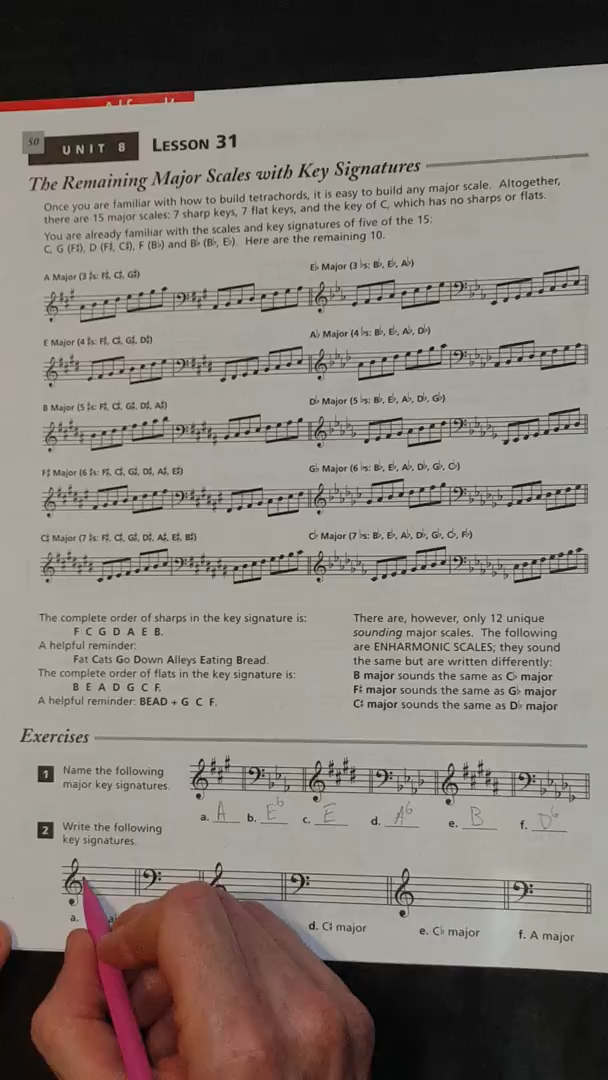 50
UNIT 8 LESSON 31
The Remaining Major Scales with Key Signatures
Once you are familiar with how to build tetrachords, it is easy to build any major scale. Altogether,
there are 15 major scales: 7 sharp keys, 7 flat keys, and the key of C, which has no sharps or flats.
You are already familiar with the scales and key signatures of five of the 15:
C, G (F♯), D (F♯, C♯), F (B♭) and B♭ (B♭, E♭). Here are the remaining 10.
A Major (3 ♯s: F♯, C♯, G♯)
E♭ Major (3 ♭s: B♭, E♭, A♭)
E Major (4 ♯s: F♯, C♯, G♯, D♯)
A♭ Major (4 ♭s: B♭, E♭, A♭, D♭)
B Major (5 ♯s: F♯, C♯, G♯, D♯, A♯)
D♭ Major (5 ♭s: B♭, E♭, A♭, D♭, G♭)
F♯ Major (6 ♯s: F♯, C♯, G♯, D♯, A♯, E♯)
G♭ Major (6 ♭s: B♭, E♭, A♭, D♭, G♭, C♭)
C♯ Major (7 ♯s: F♯, C♯, G♯, D♯, A♯, E♯, B♯)
C♭ Major (7 ♭s: B♭, E♭, A♭, D♭, G♭, C♭, F♭)
The complete order of sharps in the key signature is:
F C G D A E B.
A helpful reminder:
Fat Cats Go Down Alleys Eating Bread.
The complete order of flats in the key signature is:
B E A D G C F.
A helpful reminder: BEAD + G C F.
There are, however, only 12 unique
sounding major scales. The following
are ENHARMONIC SCALES; they sound
the same but are written differently:
B major sounds the same as C♭ major
F♯ major sounds the same as G♭ major
C♯ major sounds the same as D♭ major
Exercises
1 Name the following
major key signatures.
a. A b. E♭ c. E d. A♭ e. B f. D♭
2 Write the following
key signatures.
a. d. C♯ major e. C♭ major f. A major